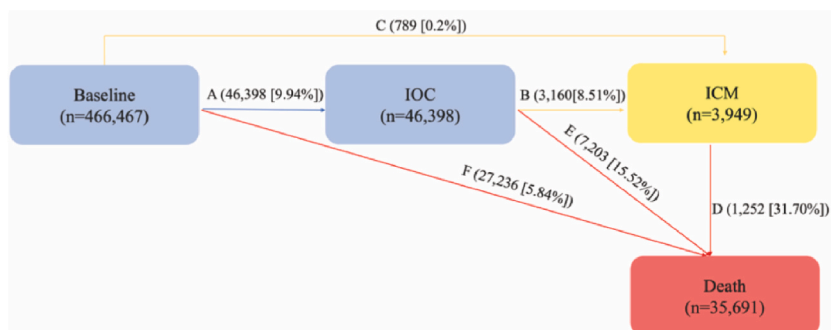 C (789 [0.2%])
Baseline
(n=466,467)
A (46,398 [9.94%])
IOC
(n=46,398)
B (3,160[8.51%])
ICM
(n=3,949)
E (7,203 [15.52%])
F (27,236 [5.84%])
D (1,252 [31.70%])
Death
(n=35,691)